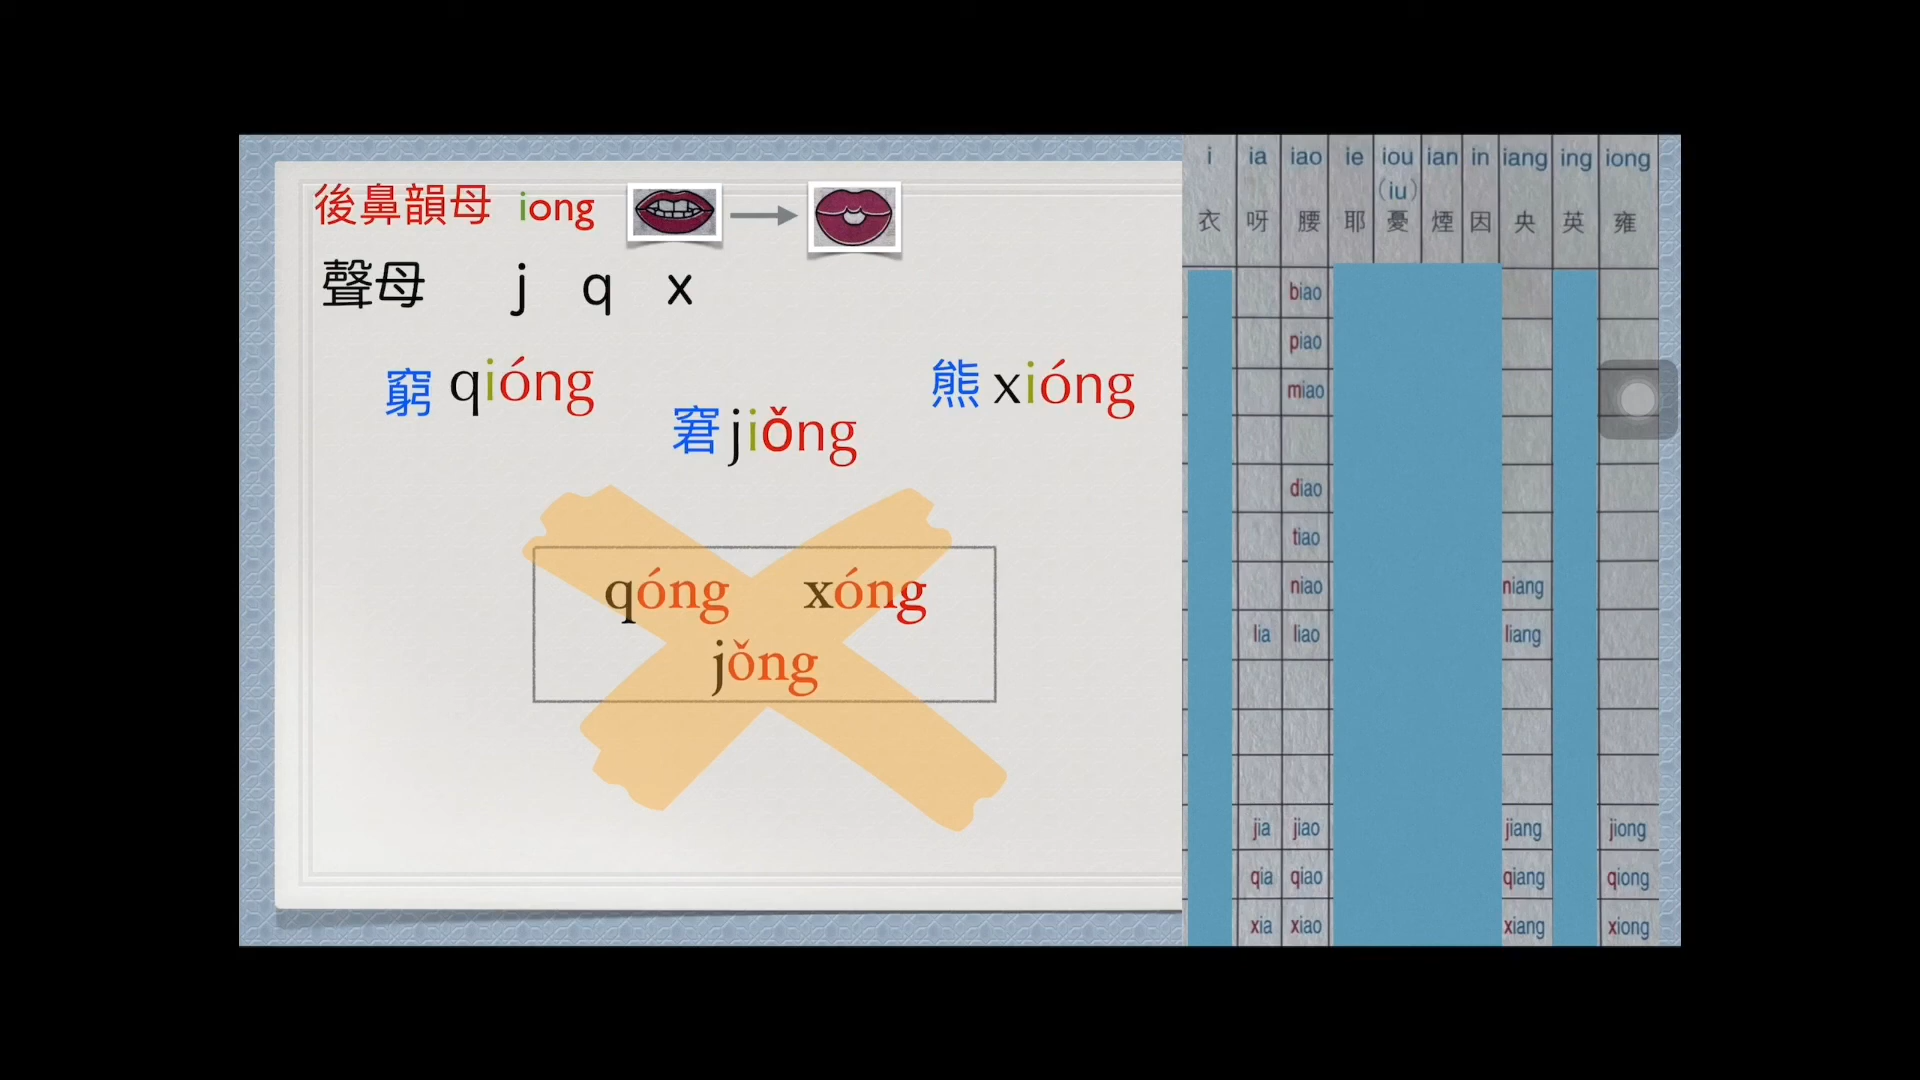 後鼻韻母 iong
聲母 j q x
窮 qióng
窘 jiǒng
熊 xióng
qóng xóng
jǒng
i ia iao ie iou ian in iang ing iong
(iu)
衣 呀 腰 耶 憂 煙 因 央 英 雍
biao
piao
miao
diao
tiao
niao niang
lia liao liang
jia jiao jiang jiong
qia qiao qiang qiong
xia xiao xiang xiong